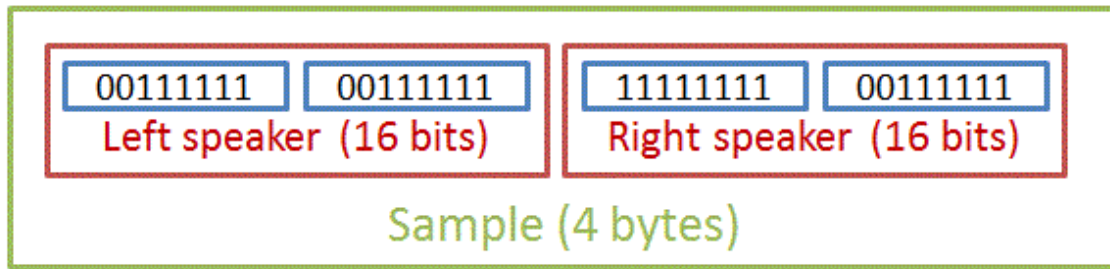 00111111 00111111 11111111 00111111
Left speaker (16 bits) Right speaker (16 bits)
Sample (4 bytes)